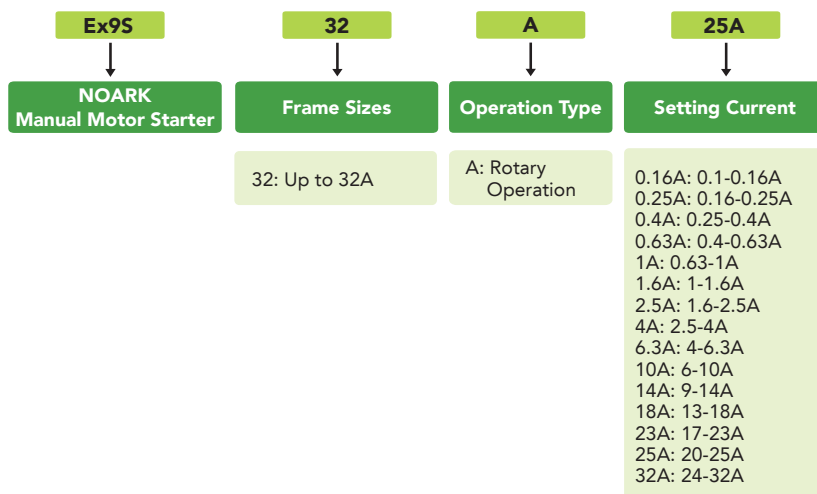 Ex9S
32
A
25A
NOARK
Manual Motor Starter
Frame Sizes
Operation Type
Setting Current
32: Up to 32A
A: Rotary
Operation
0.16A: 0.1-0.16A
0.25A: 0.16-0.25A
0.4A: 0.25-0.4A
0.63A: 0.4-0.63A
1A: 0.63-1A
1.6A: 1-1.6A
2.5A: 1.6-2.5A
4A: 2.5-4A
6.3A: 4-6.3A
10A: 6-10A
14A: 9-14A
18A: 13-18A
23A: 17-23A
25A: 20-25A
32A: 24-32A